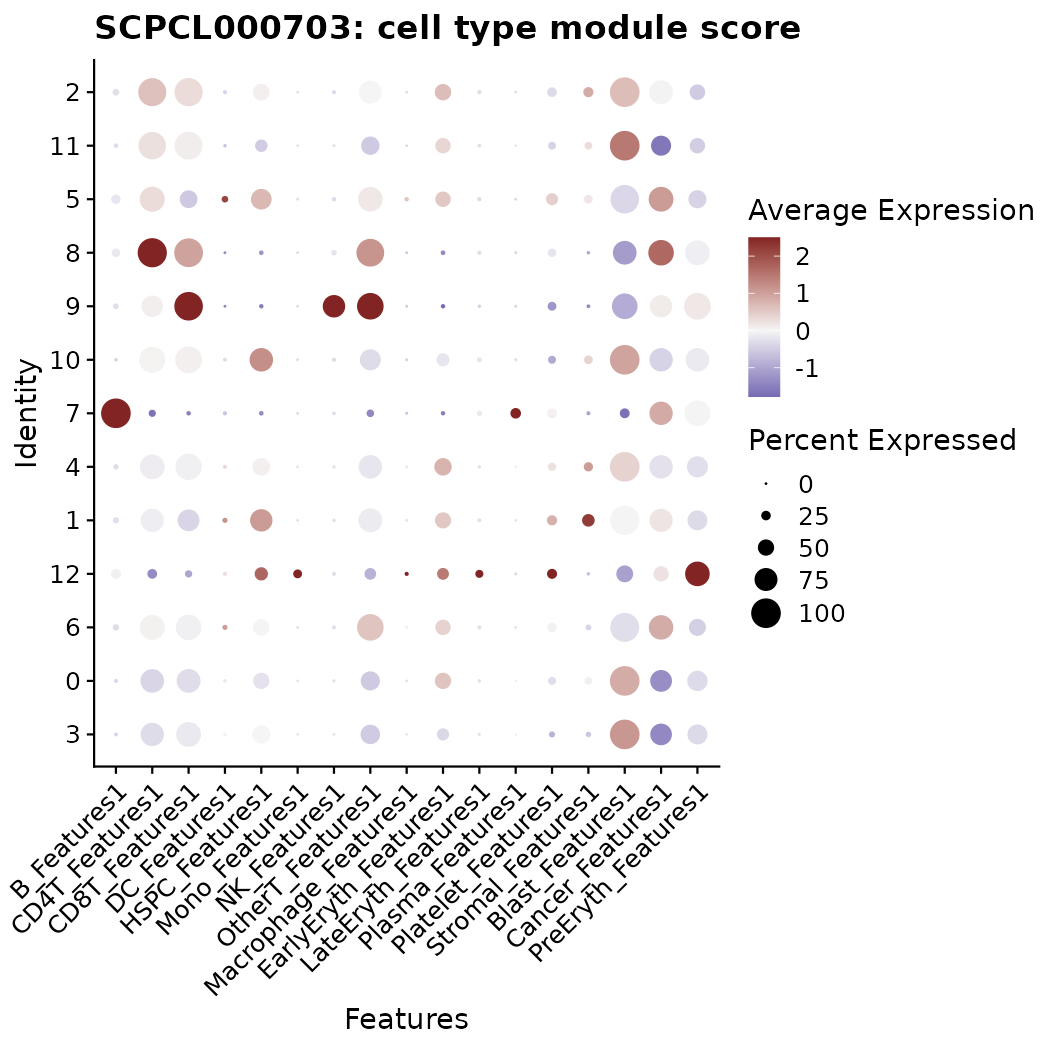 SCPCL000703: cell type module score
Identity
2
11
5
8
9
10
7
4
1
12
6
0
3
B_Features1
CD4T_Features1
CD8T_Features1
DC_Features1
HSPC_Features1
Mono_Features1
NK_Features1
OtherT_Features1
Macrophage_Features1
EarlyEryth_Features1
LateEryth_Features1
Plasma_Features1
Platelet_Features1
Stromal_Features1
Blast_Features1
Cancer_Features1
PreEryth_Features1
Features
Average Expression
2
1
0
-1
Percent Expressed
0
25
50
75
100